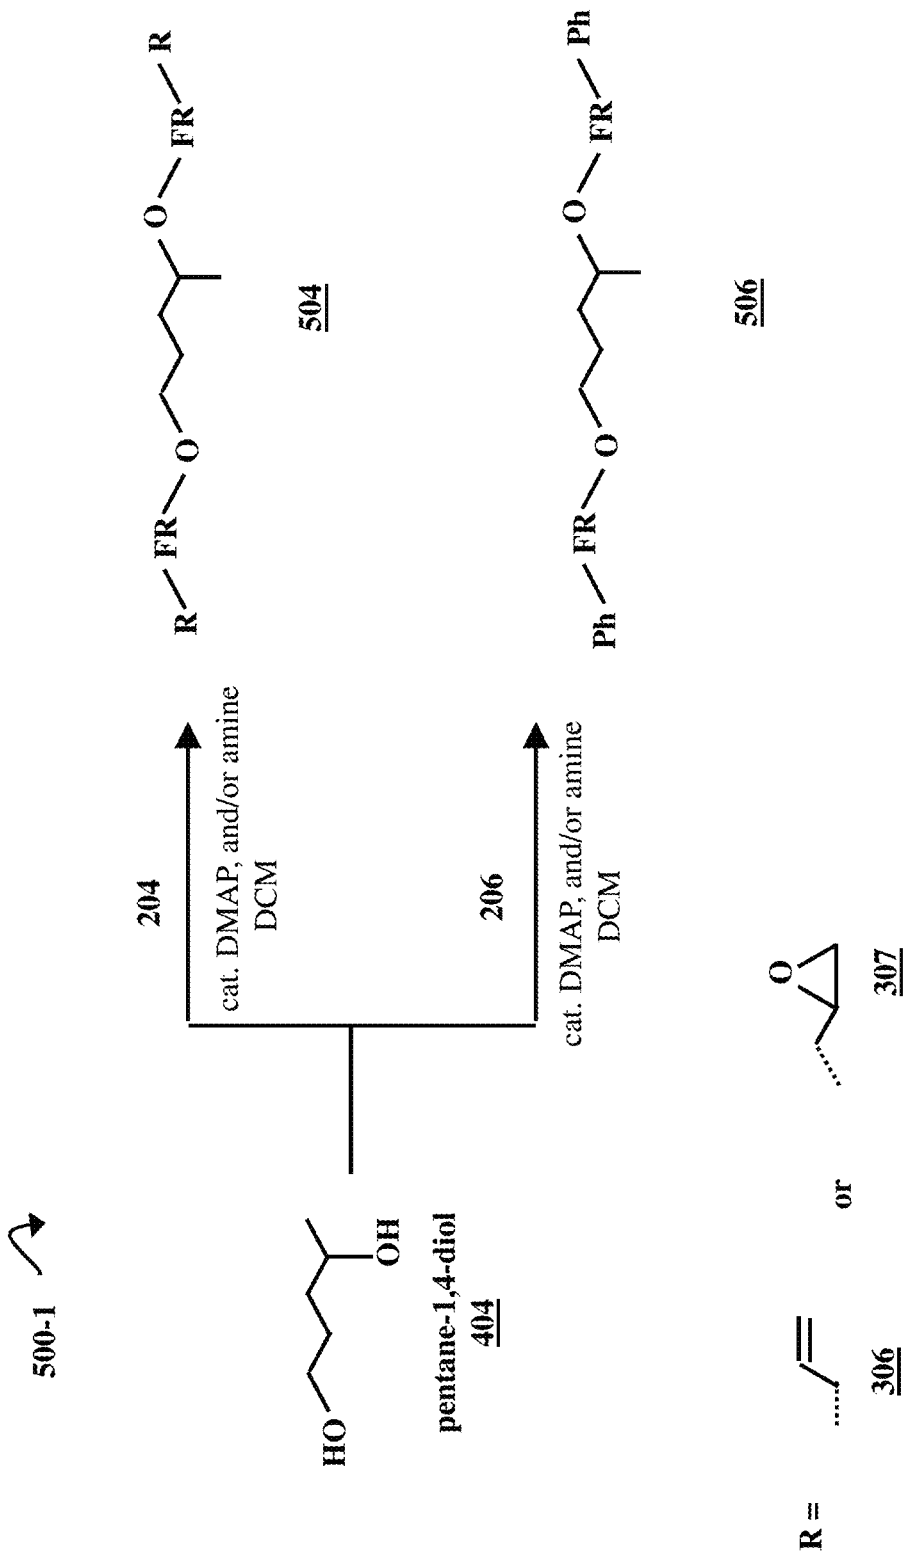 500-1
HO
OH
pentane-1,4-diol
404
204
cat. DMAP, and/or amine
DCM
R
FR
O
O
FR
R
504
206
cat. DMAP, and/or amine
DCM
Ph
FR
O
O
FR
Ph
506
R =
306
or
O
307